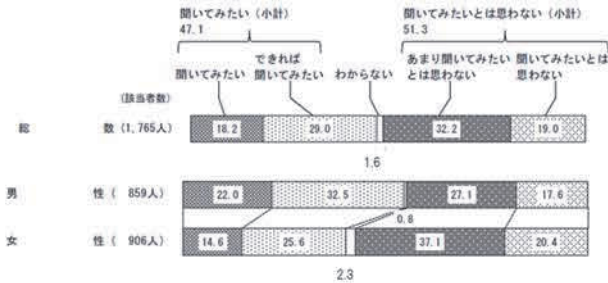 聞いてみたい（小計）
47.1
聞いてみたいとは思わない（小計）
51.3
聞いてみたい
できれば
聞いてみたい
わからない
あまり聞いてみたい
とは思わない
聞いてみたいとは
思わない
(該当者数)
総 数 (1,765人) 18.2 29.0 32.2 19.0
1.6
男 性 ( 859人) 22.0 32.5 27.1 17.6
0.8
女 性 ( 906人) 14.6 25.6 37.1 20.4
2.3